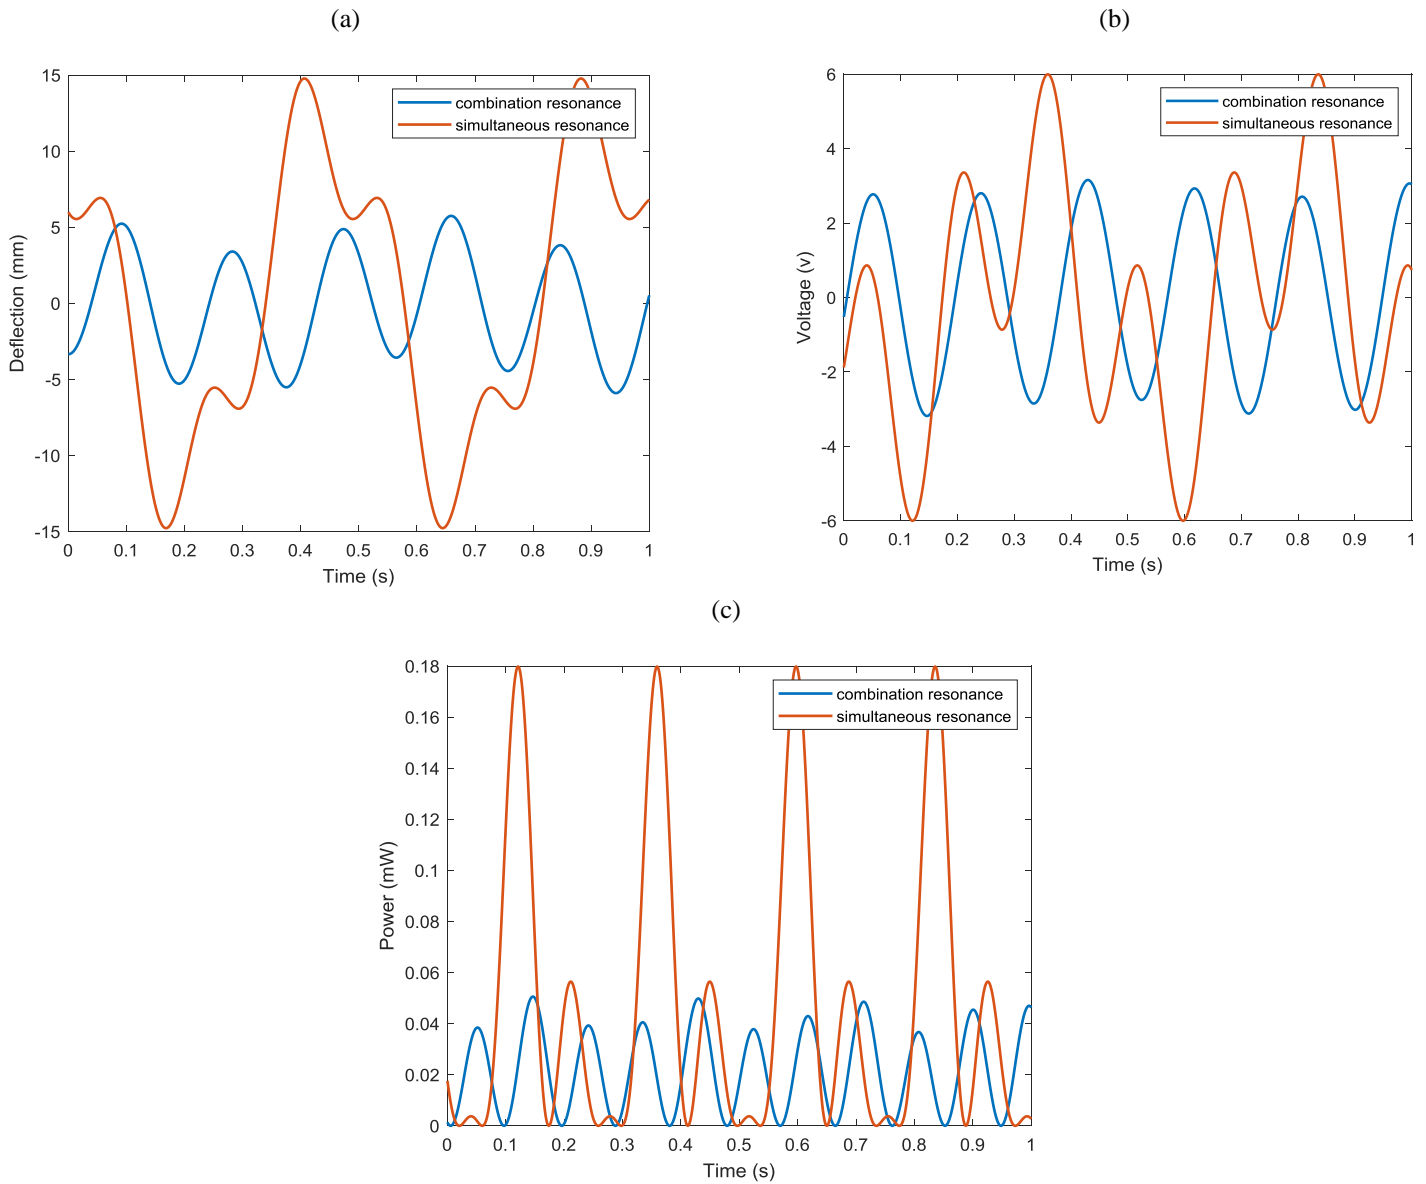 (a)
15
10
5
0
-5
-10
-15
Deflection (mm)
combination resonance
simultaneous resonance
0 0.1 0.2 0.3 0.4 0.5 0.6 0.7 0.8 0.9 1
Time (s)
(b)
6
4
2
0
-2
-4
-6
Voltage (v)
combination resonance
simultaneous resonance
0 0.1 0.2 0.3 0.4 0.5 0.6 0.7 0.8 0.9 1
Time (s)
(c)
0.18
0.16
0.14
0.12
0.1
0.08
0.06
0.04
0.02
0
Power (mW)
combination resonance
simultaneous resonance
0 0.1 0.2 0.3 0.4 0.5 0.6 0.7 0.8 0.9 1
Time (s)